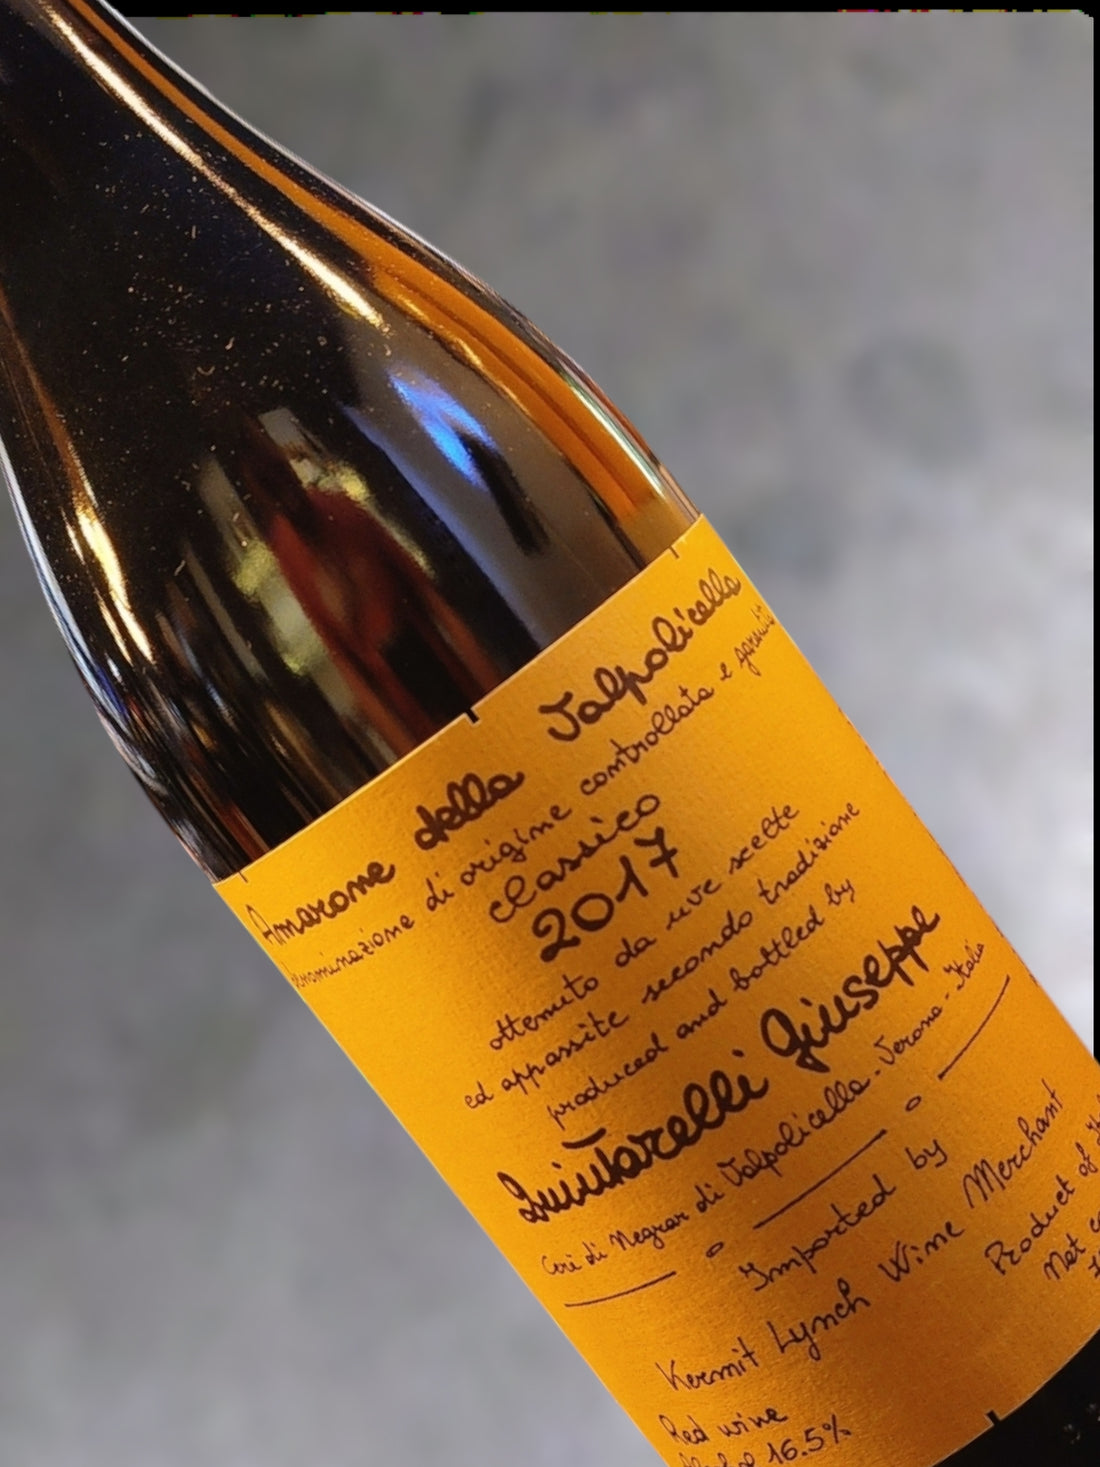 Amarone della Valpolicella
denominazione di origine controllata e garantita
classico
2017
ottenuto da uve scelte
ed appassite secondo tradizione
produced and bottled by
Quintarelli Giuseppe
Cerè di Negrar di Valpolicella - Verona - Italia
Imported by
Kermit Lynch Wine Merchant
Product of
Net
Red wine
16.5%